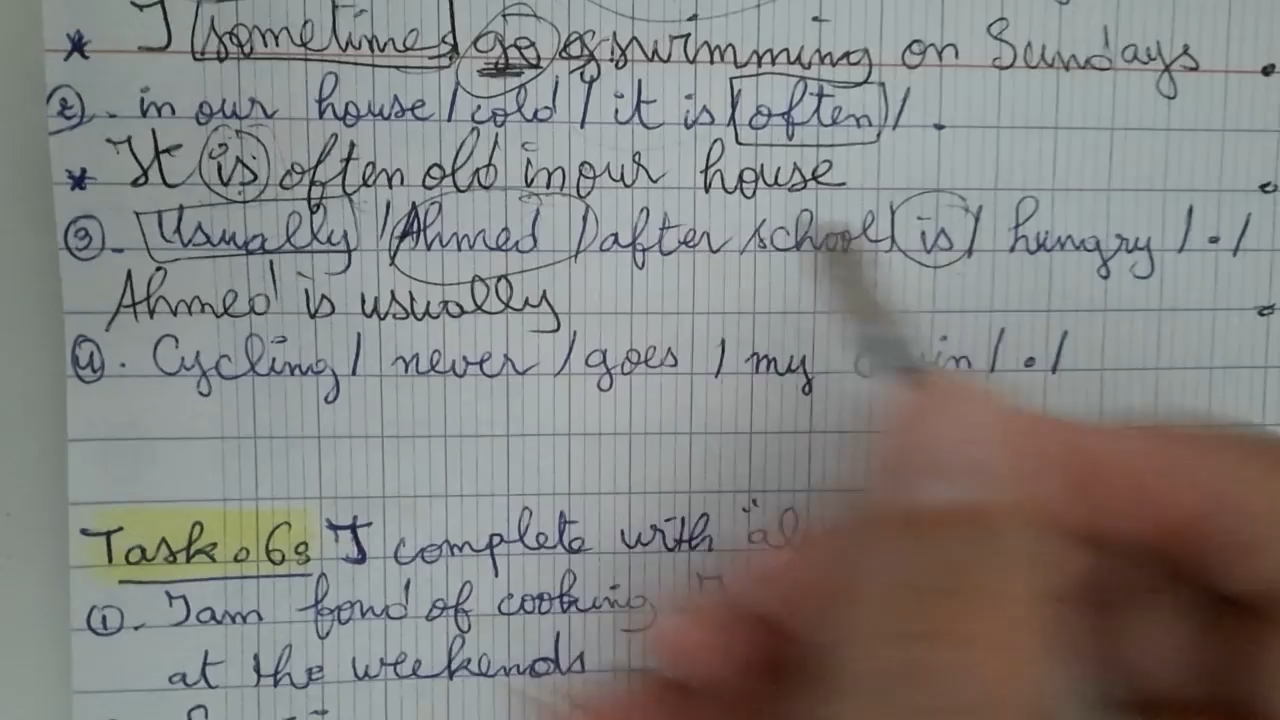 * I sometimes go swimming on Sundays.
②. in our house / cold / it is / often / .
* It is often old in our house
③. Usually / Ahmed / after / school / is / hungry / . /
Ahmed is usually
④. Cycling / never / goes / my / . /
Task 06: I complete with
①. I am fond of cooking
at the weekends